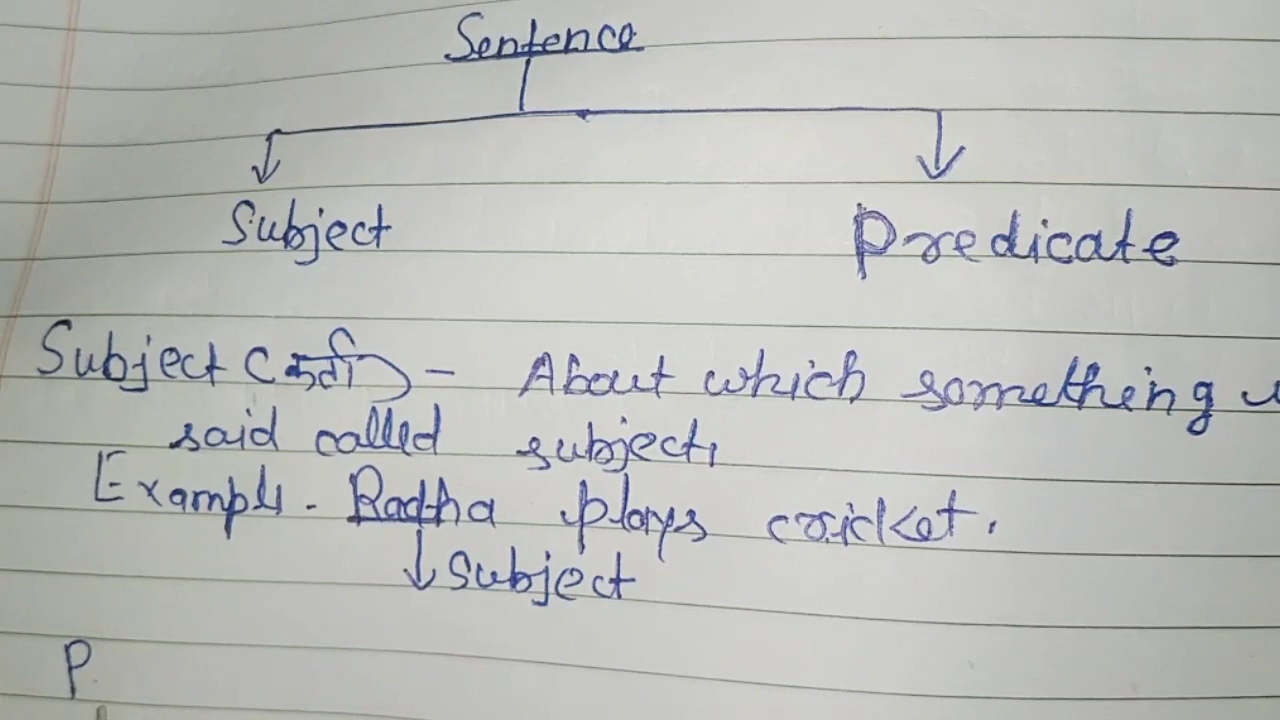 Sentence
Subject Predicate
Subject (कर्ता) - About which something
said called subject.
Example - Radha plays cricket.
↓ Subject
P